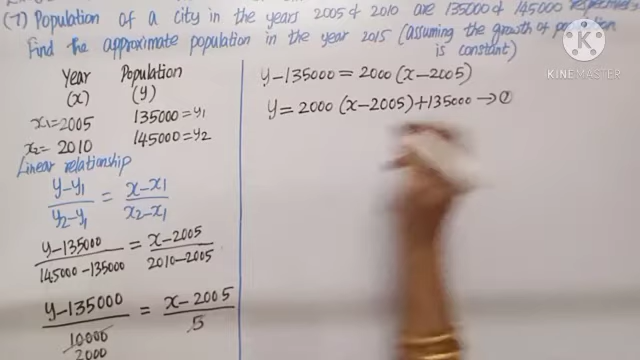 (7) Population of a city in the years 2005 & 2010 are 135000 & 145000 respectively.
Find the approximate population in the year 2015 (assuming the growth of population
is constant)
Year Population
(x) (y)
x1=2005 135000=y1
x2=2010 145000=y2
Linear relationship
y-y1/y2-y1 = x-x1/x2-x1
y-135000/145000-135000 = x-2005/2010-2005
y-135000/10000 = x-2005/5
2000
y-135000=2000(x-2005)
y=2000(x-2005)+135000→②
KINEMASTER